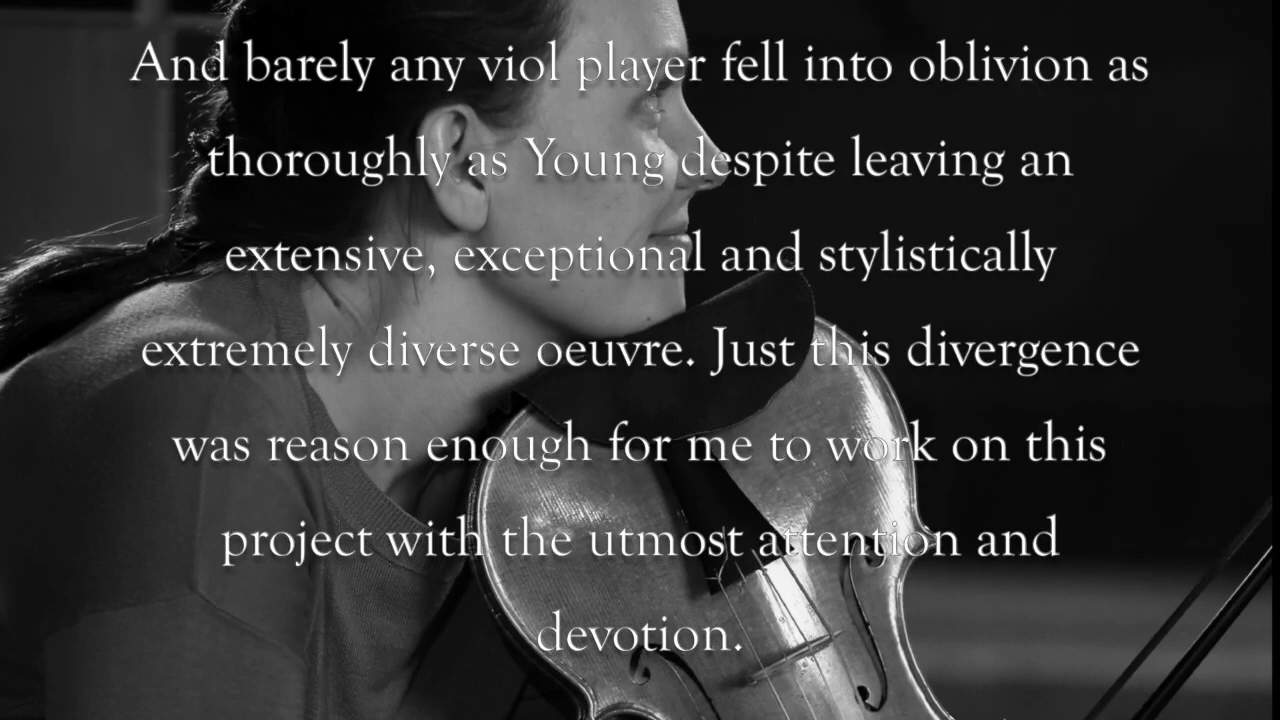 And barely any viol player fell into oblivion as
thoroughly as Young despite leaving an
extensive, exceptional and stylistically
extremely diverse oeuvre. Just this divergence
was reason enough for me to work on this
project with the utmost attention and
devotion.